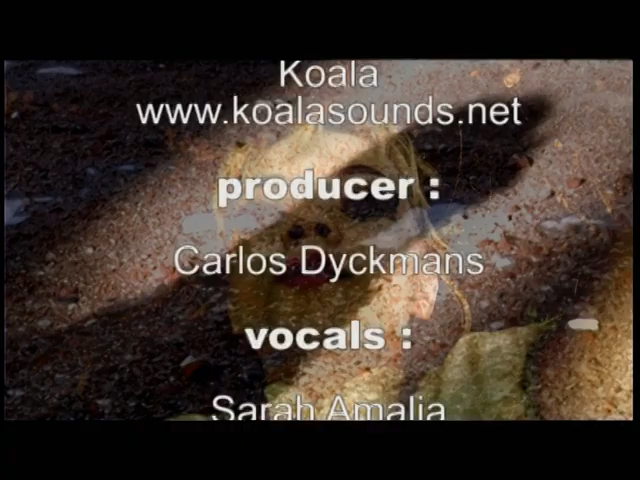 Koala
www.koalasounds.net
producer :
Carlos Dyckmans
vocals :
Sarah Amalia